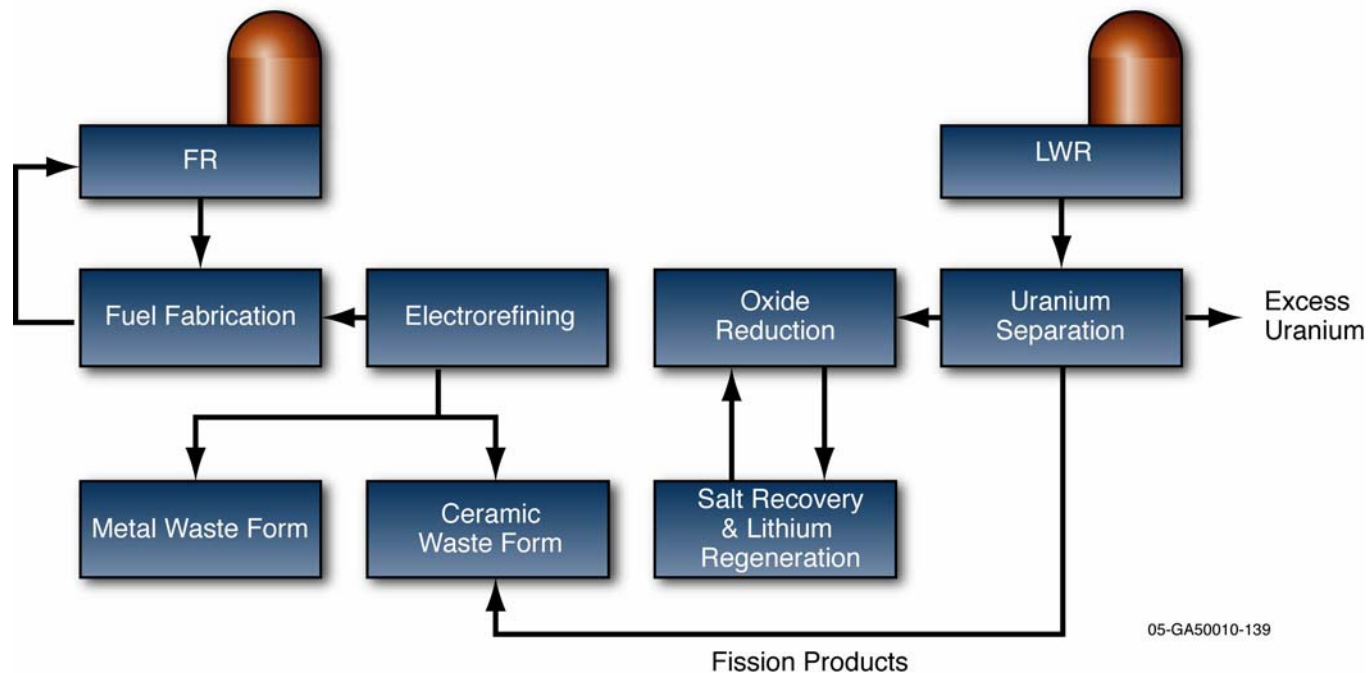 FR
LWR
Fuel Fabrication
Electrorefining
Oxide
Reduction
Uranium
Separation
Excess
Uranium
Metal Waste Form
Ceramic
Waste Form
Salt Recovery
& Lithium
Regeneration
05-GA50010-139
Fission Products